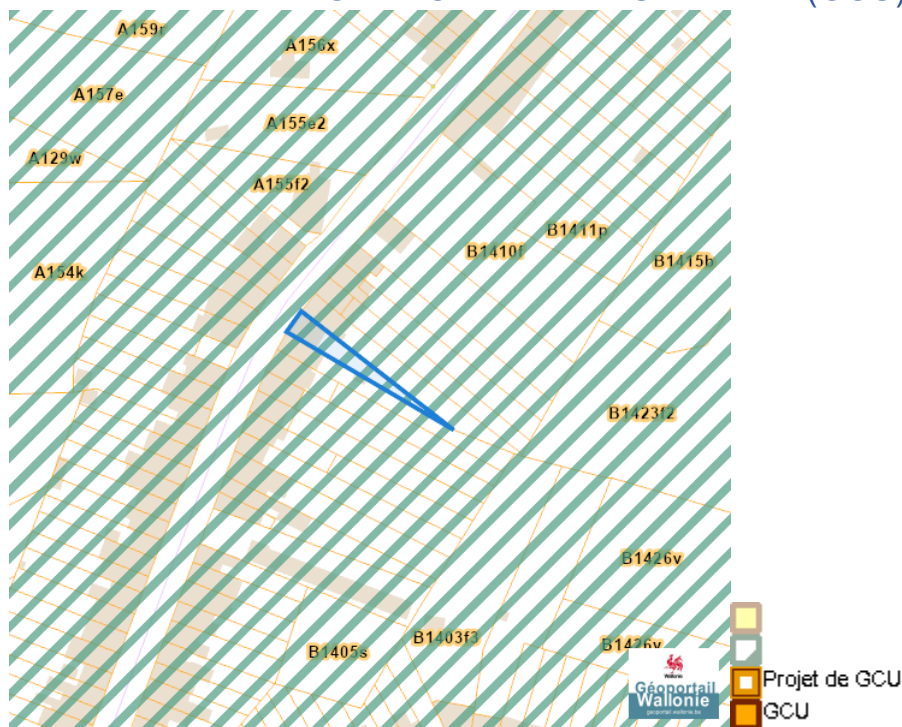 A159r
A156x
A157e
A155e2
A129w
A155f2
B1411p
B1410f
B1415b
A154k
B1423f2
B1426v
B1405s
B1403f3
B1426v
Wallonie
Géoportail
Wallonie
geoportail.wallonie.be
Projet de GCU
GCU